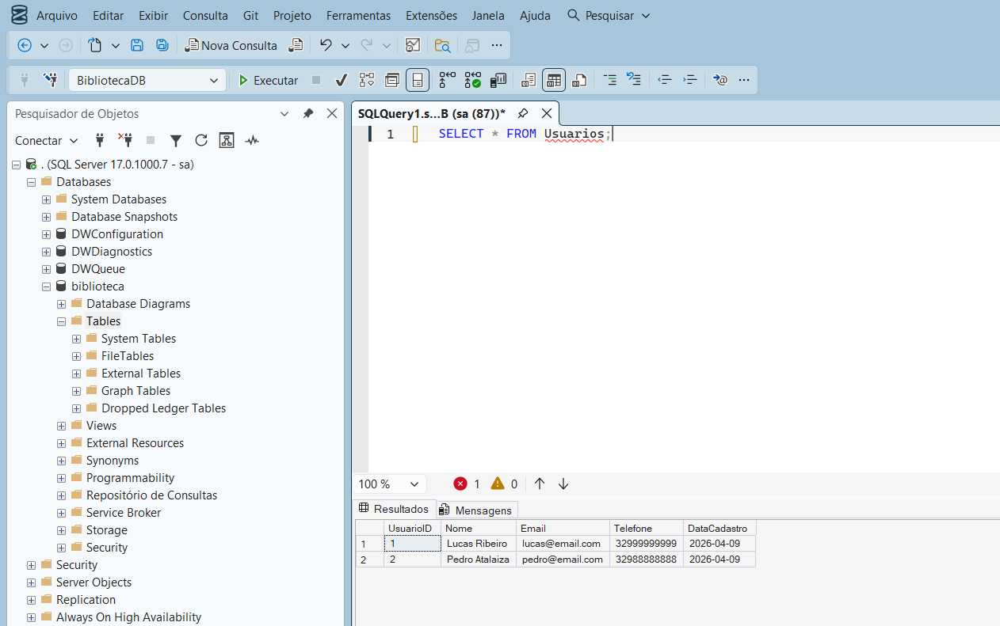 Arquivo Editar Exibir Consulta Git Projeto Ferramentas Extensões Janela Ajuda Pesquisar
Nova Consulta
BibliotecaDB Executar
Pesquisador de Objetos
Conectar
. (SQL Server 17.0.1000.7 - sa)
Databases
System Databases
Database Snapshots
DWConfiguration
DWDiagnostics
DWQueue
biblioteca
Database Diagrams
Tables
System Tables
FileTables
External Tables
Graph Tables
Dropped Ledger Tables
Views
External Resources
Synonyms
Programmability
Repositório de Consultas
Service Broker
Storage
Security
Security
Server Objects
Replication
Always On High Availability
SQLQuery1.s...B (sa (87))*
1 SELECT * FROM Usuarios;
100 % 1 0
Resultados Mensagens
UsuarioID Nome Email Telefone DataCadastro
1 1 Lucas Ribeiro lucas@email.com 32999999999 2026-04-09
2 2 Pedro Atalaiza pedro@email.com 32988888888 2026-04-09